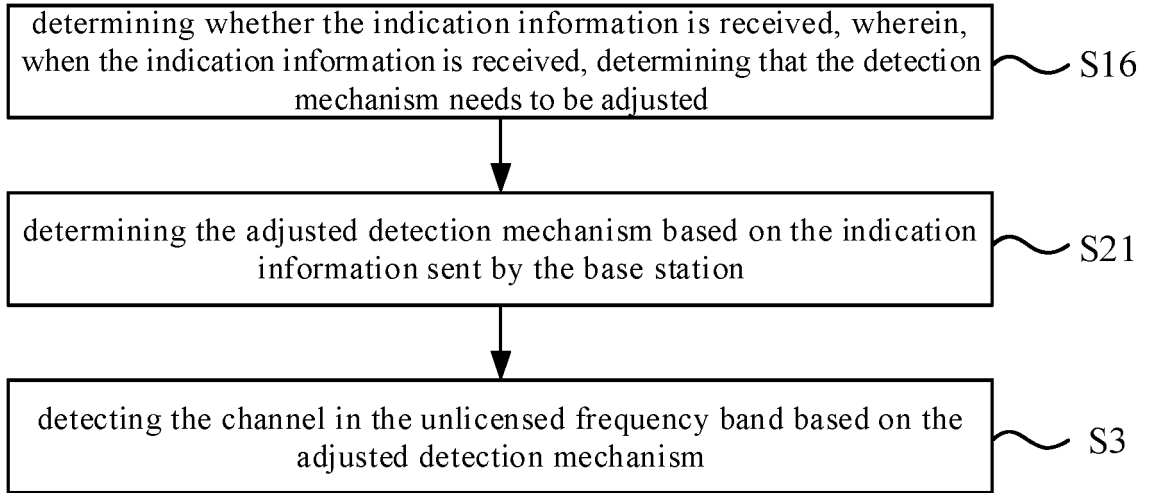 determining whether the indication information is received, wherein,
when the indication information is received, determining that the detection
mechanism needs to be adjusted
S16
determining the adjusted detection mechanism based on the indication
information sent by the base station
S21
detecting the channel in the unlicensed frequency band based on the
adjusted detection mechanism
S3